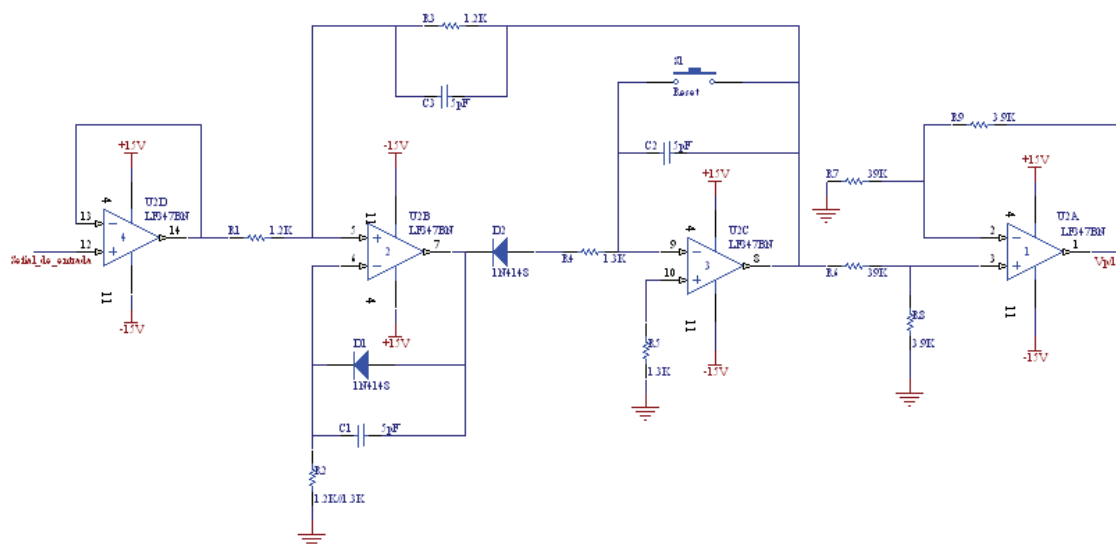 R3
1.2K
C3
5pF
S1
Reset
C2
5pF
R9
3.9K
R7
39K
+15V
4
U2D
LF347BN
13
12
14
4
Señal_de_entrada
11
-15V
R1
1.2K
-15V
11
U2B
LF347BN
5
6
7
2
4
+15V
D2
1N4148
R4
1.3K
+15V
4
U2C
LF347BN
9
10
8
3
11
-15V
R5
1.3K
R6
39K
R8
3.9K
+15V
4
U2A
LF347BN
2
3
1
1
11
-15V
D1
1N4148
C1
5pF
R2
1.2K//1.3K